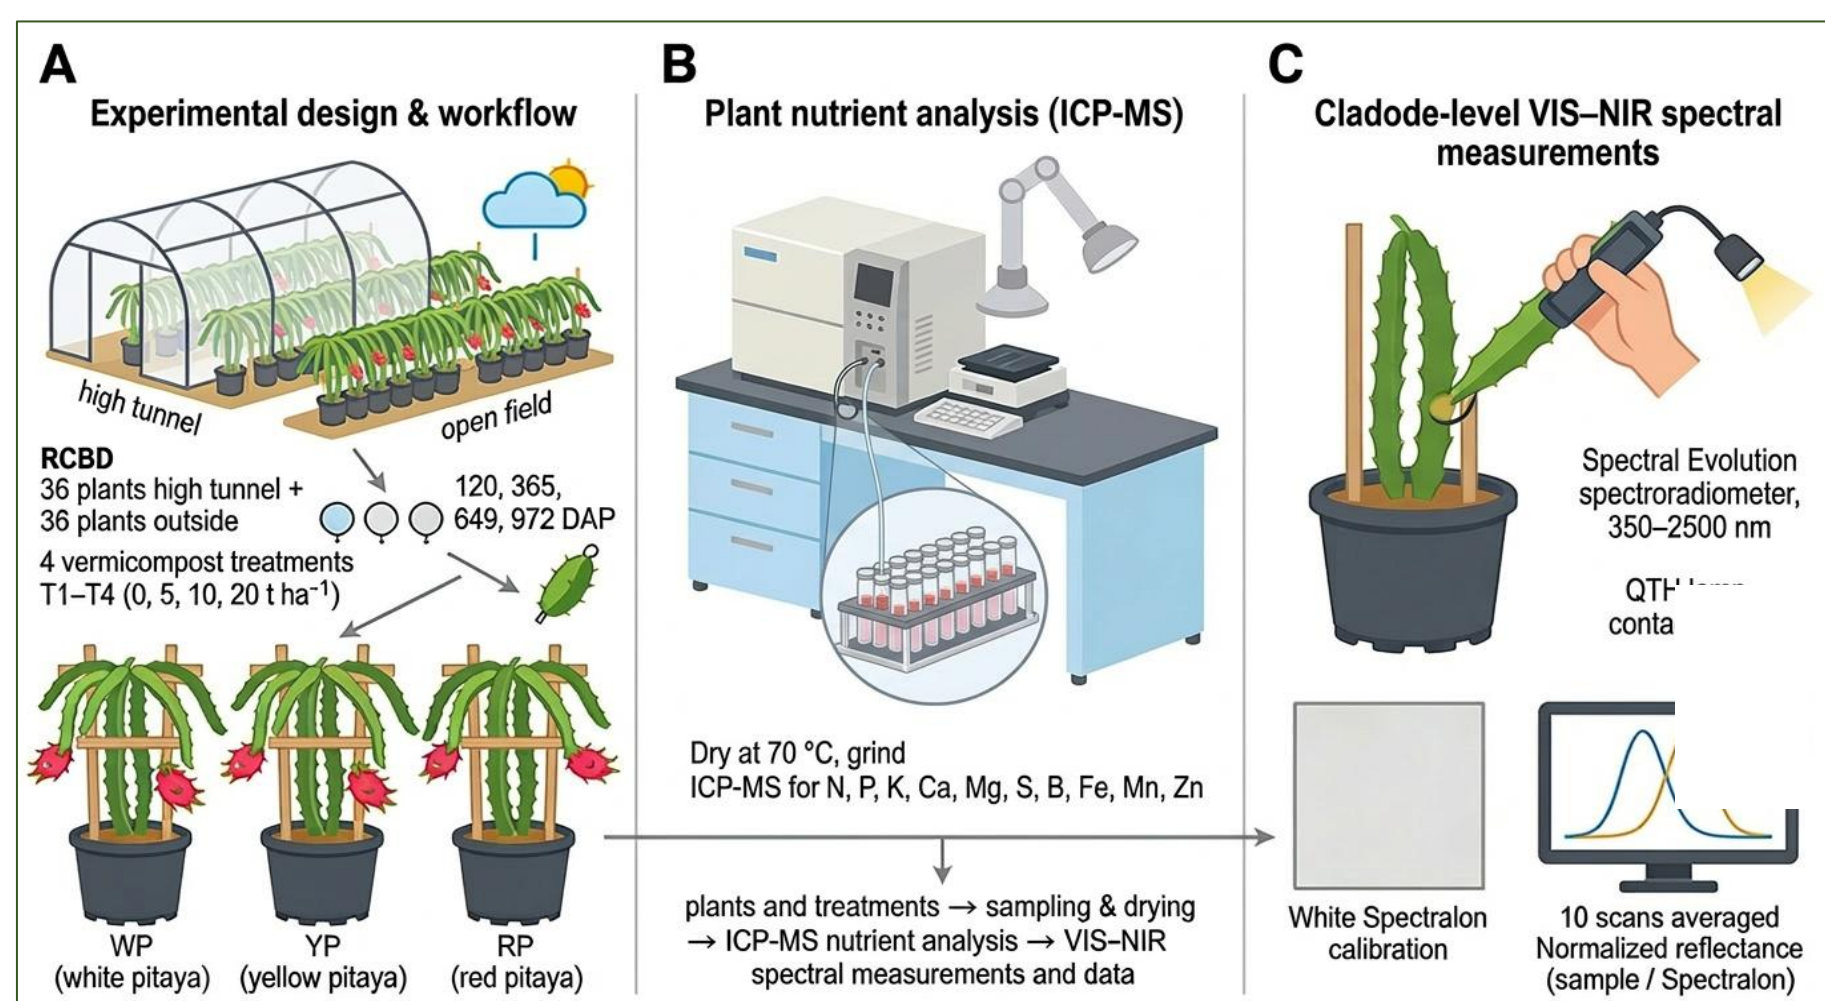 A
Experimental design & workflow
high tunnel
open field
RCBD
36 plants high tunnel +
36 plants outside
120, 365,
649, 972 DAP
4 vermicompost treatments
T1–T4 (0, 5, 10, 20 t ha⁻¹)
WP
(white pitaya)
YP
(yellow pitaya)
RP
(red pitaya)
B
Plant nutrient analysis (ICP-MS)
Dry at 70 °C, grind
ICP-MS for N, P, K, Ca, Mg, S, B, Fe, Mn, Zn
plants and treatments → sampling & drying
→ ICP-MS nutrient analysis → VIS–NIR
spectral measurements and data
C
Cladode-level VIS–NIR spectral
measurements
Spectral Evolution
spectroradiometer,
350–2500 nm
QTH
conta
White Spectralon
calibration
10 scans averaged
Normalized reflectance
(sample / Spectralon)